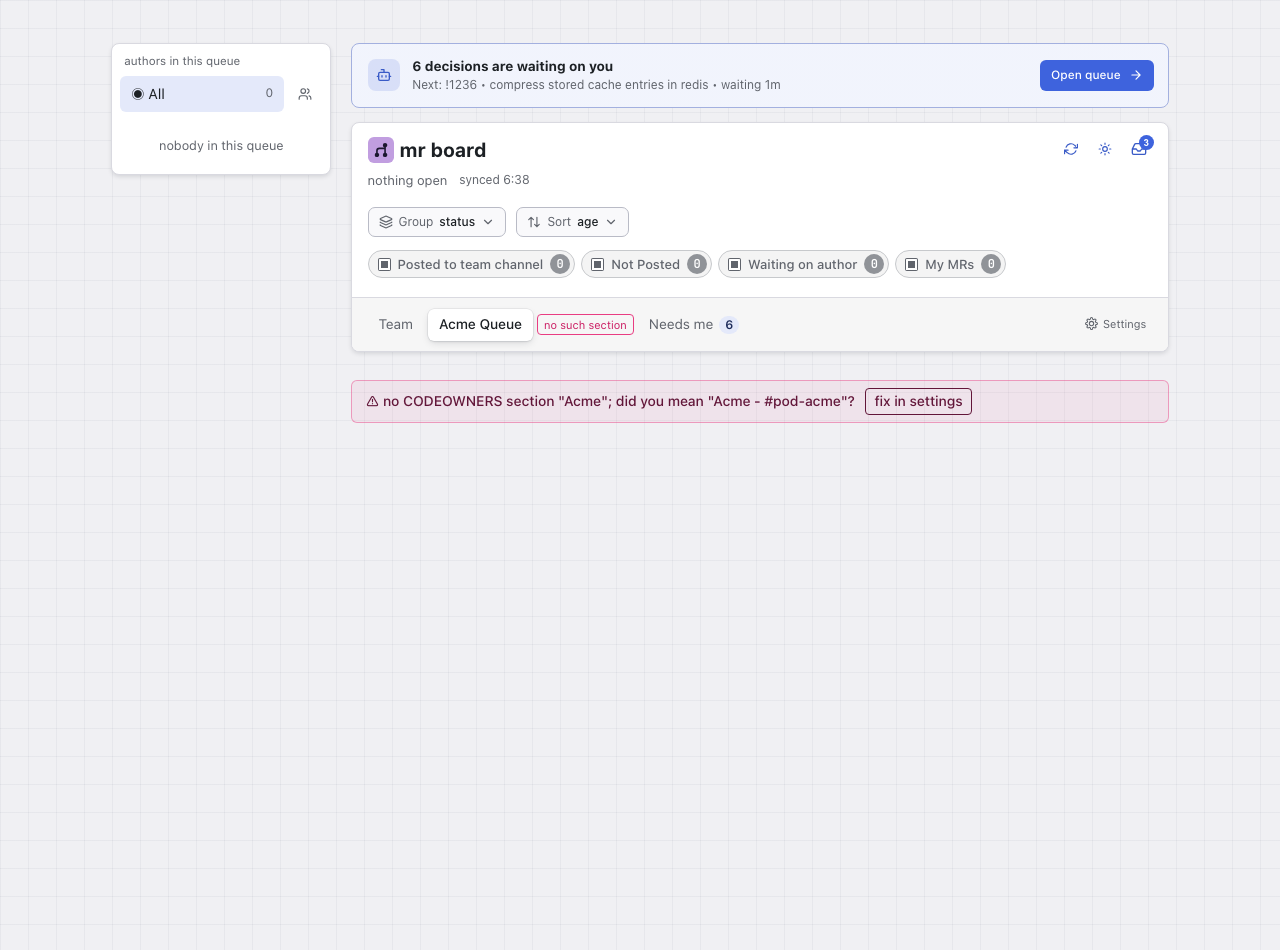 authors in this queue
All 0
nobody in this queue
6 decisions are waiting on you
Next: !1236 • compress stored cache entries in redis • waiting 1m
Open queue
mr board
3
nothing open synced 6:38
Group status Sort age
Posted to team channel 0 Not Posted 0 Waiting on author 0 My MRs 0
Team Acme Queue no such section Needs me 6 Settings
no CODEOWNERS section "Acme"; did you mean "Acme - #pod-acme"? fix in settings